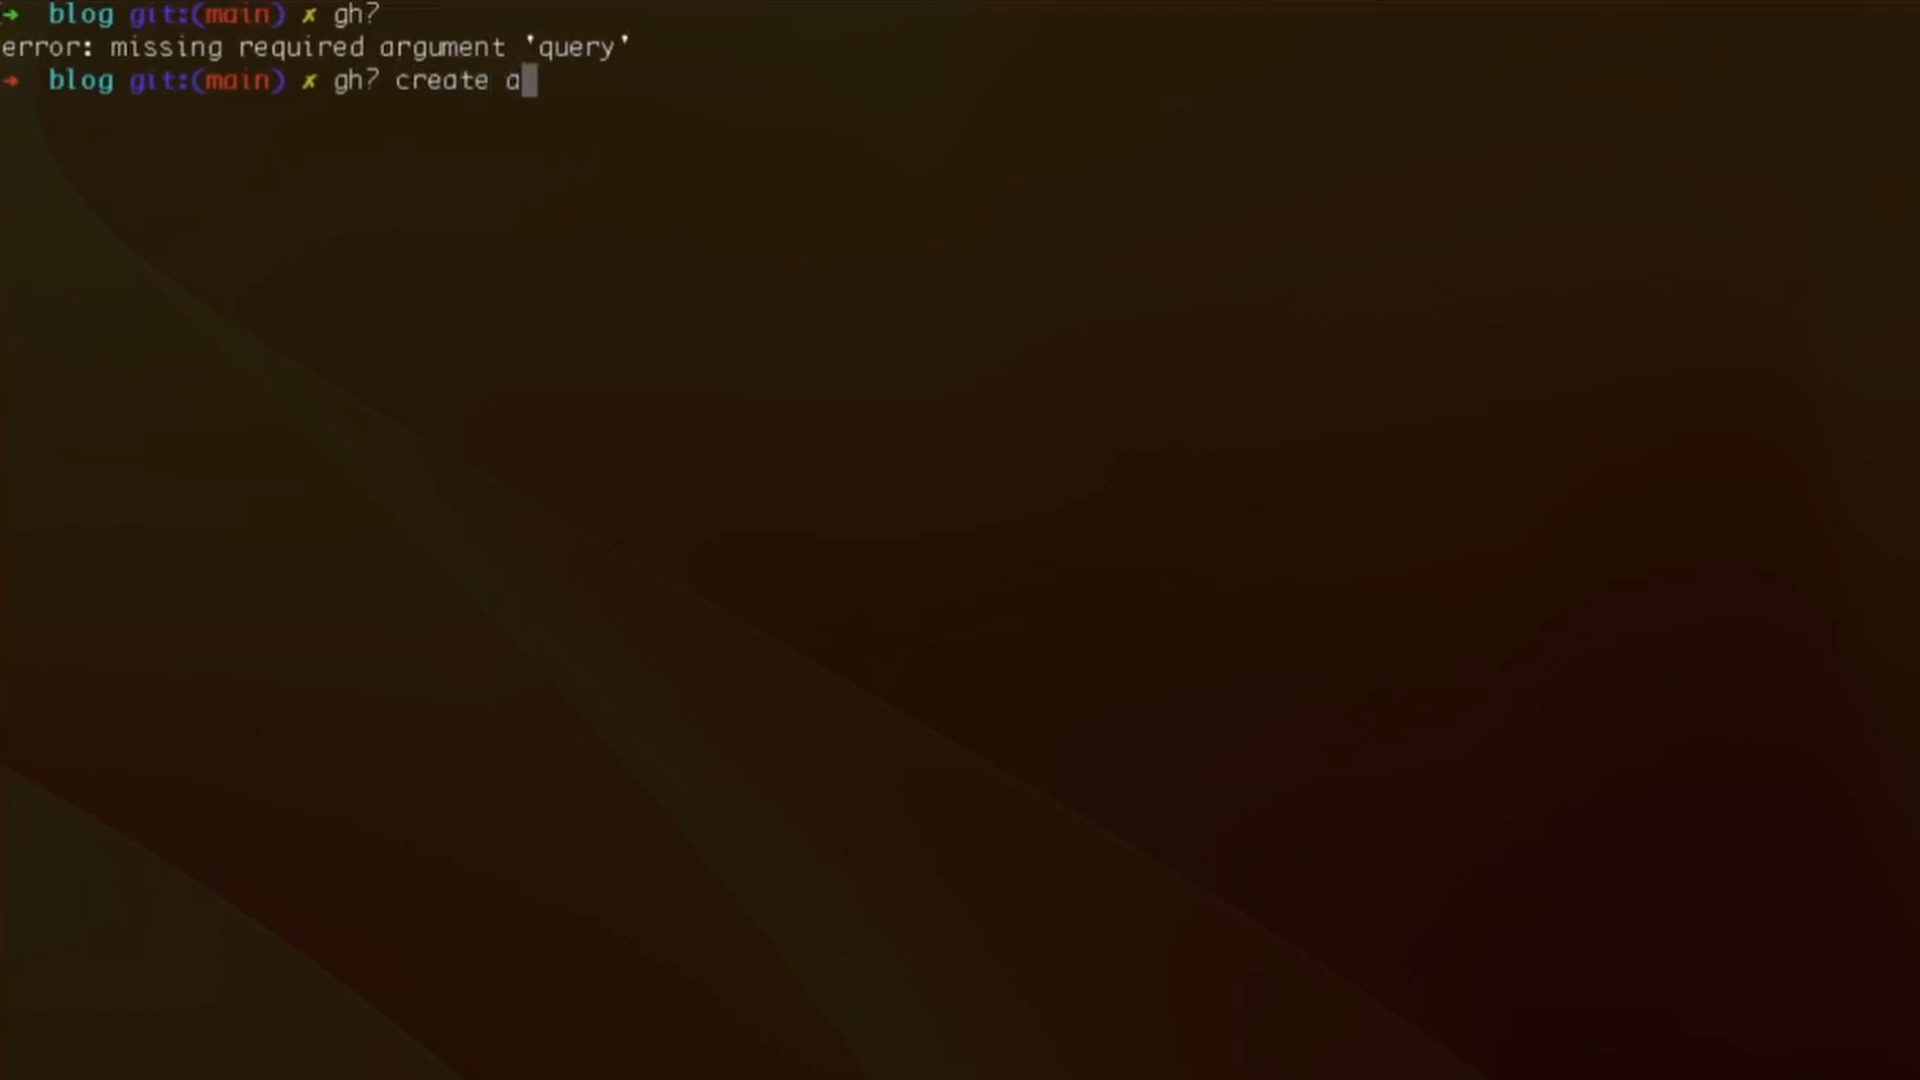 ➜ blog git:(main) ✗ gh?
error: missing required argument 'query'
➜ blog git:(main) ✗ gh? create a